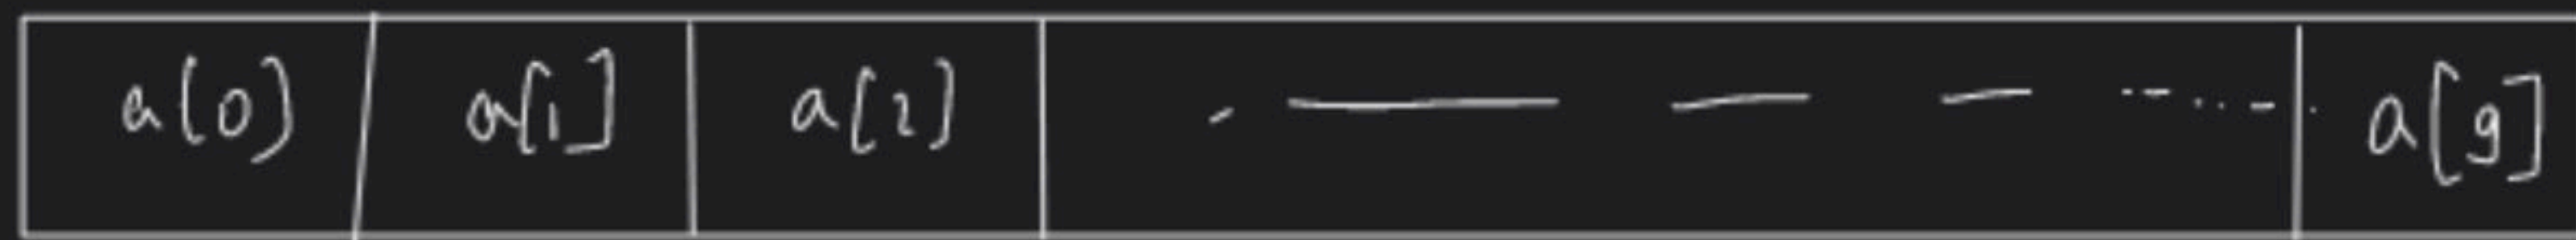 a[0] a[1] a[2] - — — — -- . . - . a[9]